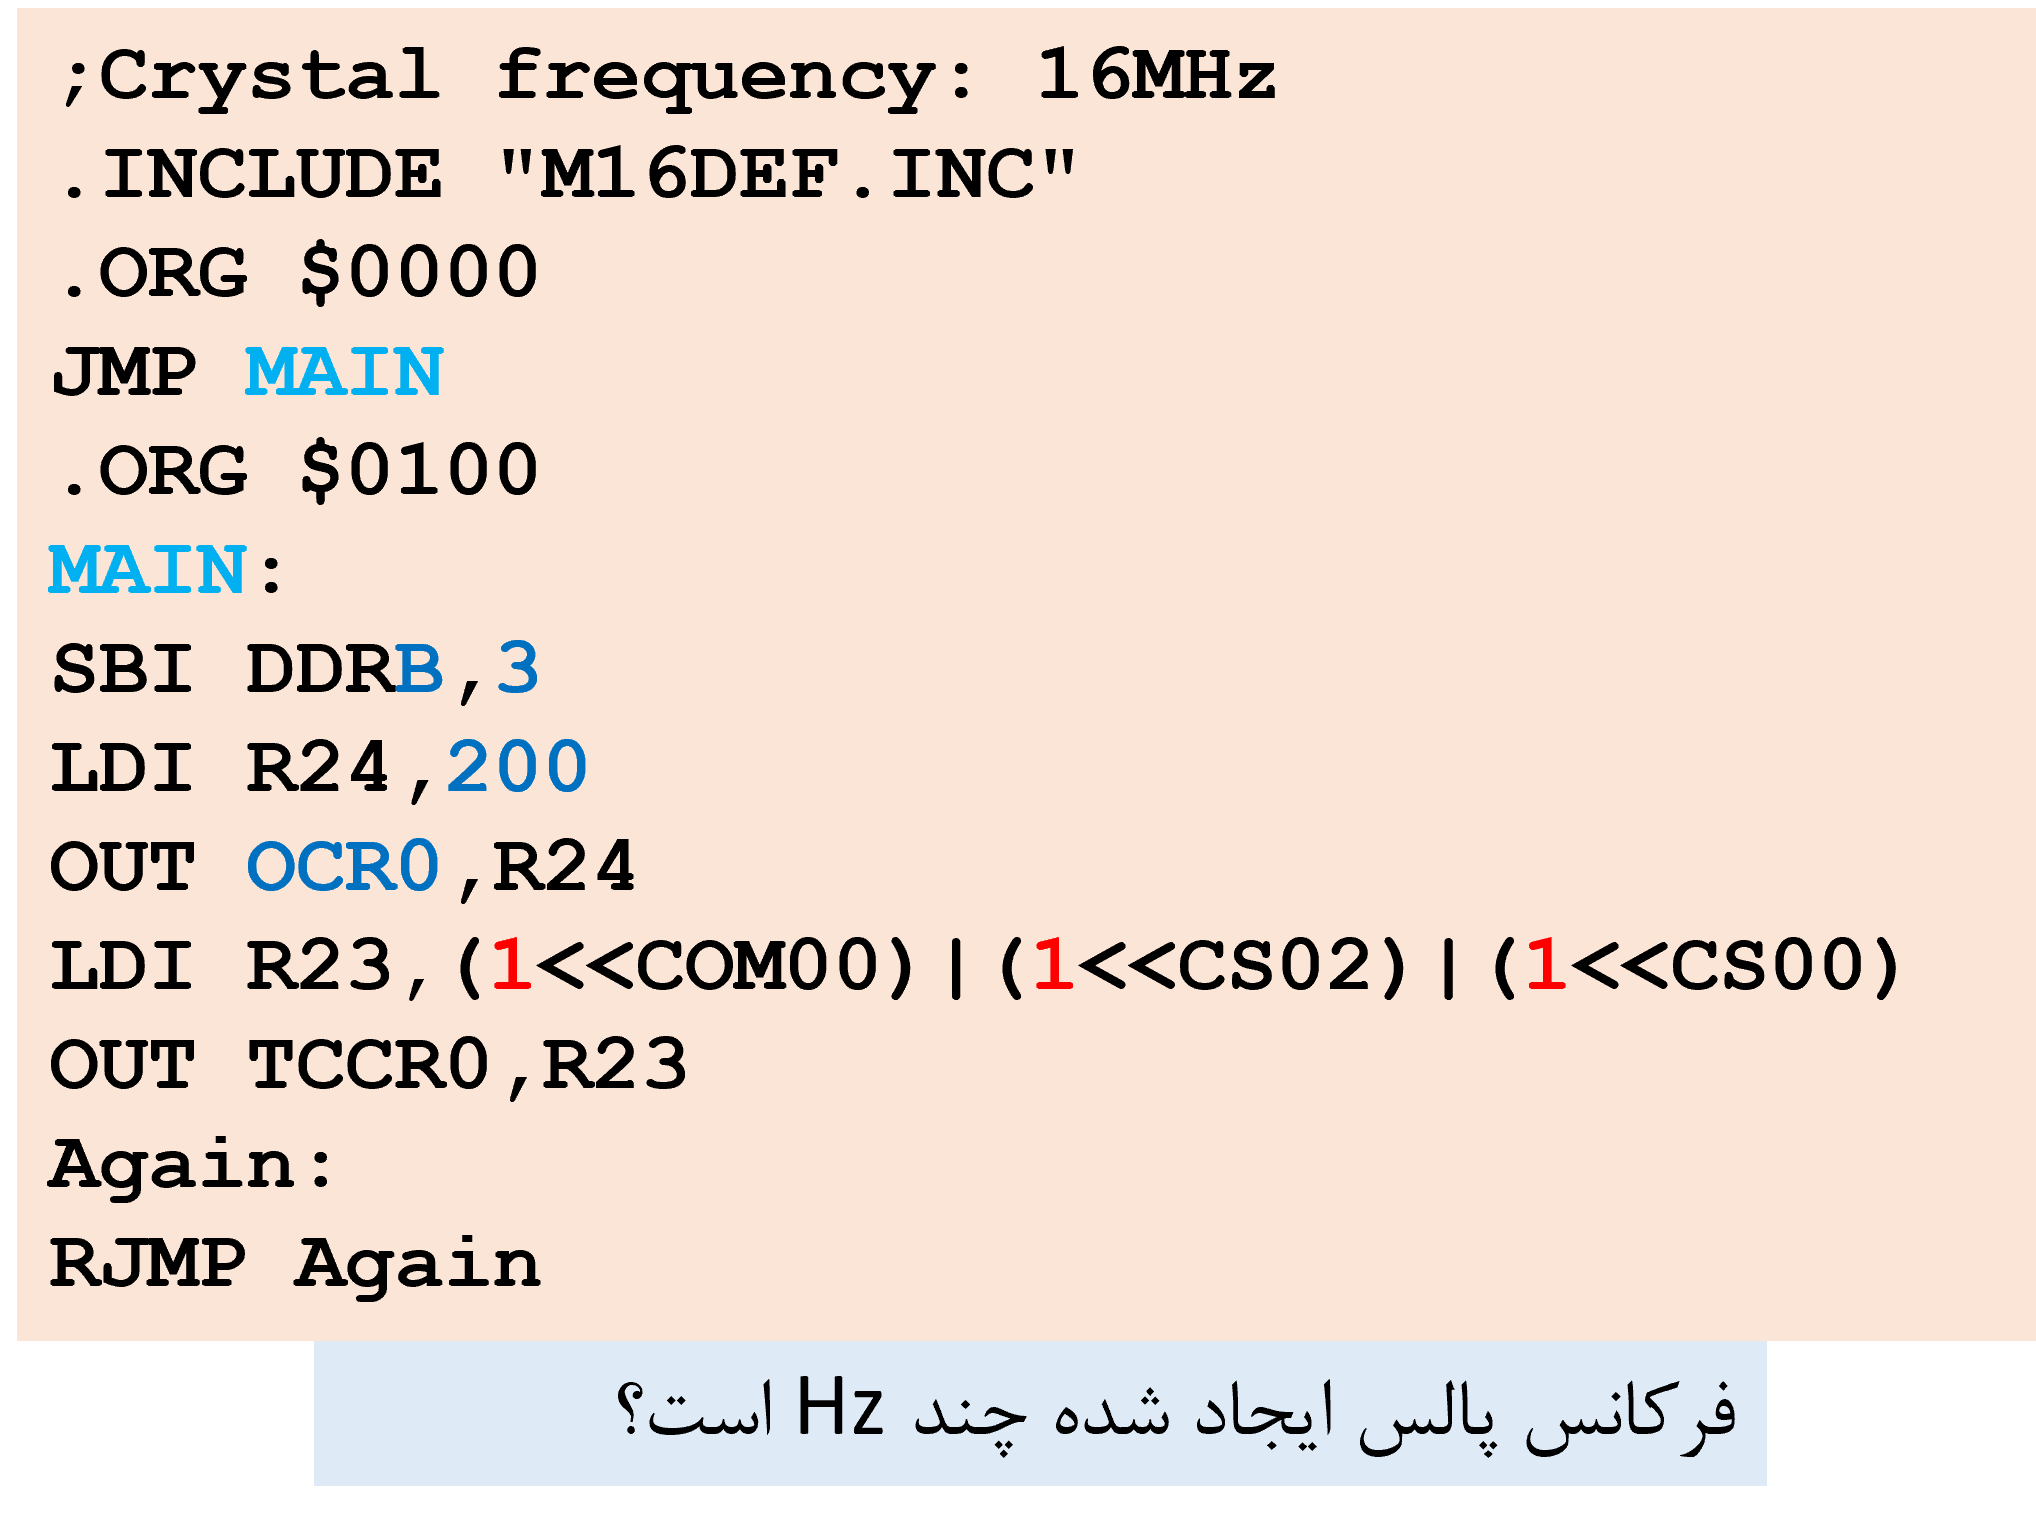 ;Crystal frequency: 16MHz
.INCLUDE "M16DEF.INC"
.ORG $0000
JMP MAIN
.ORG $0100
MAIN:
SBI DDRB,3
LDI R24,200
OUT OCR0,R24
LDI R23,(1<<COM00)|(1<<CS02)|(1<<CS00)
OUT TCCR0,R23
Again:
RJMP Again
فرکانس پالس ایجاد شده چند Hz است؟